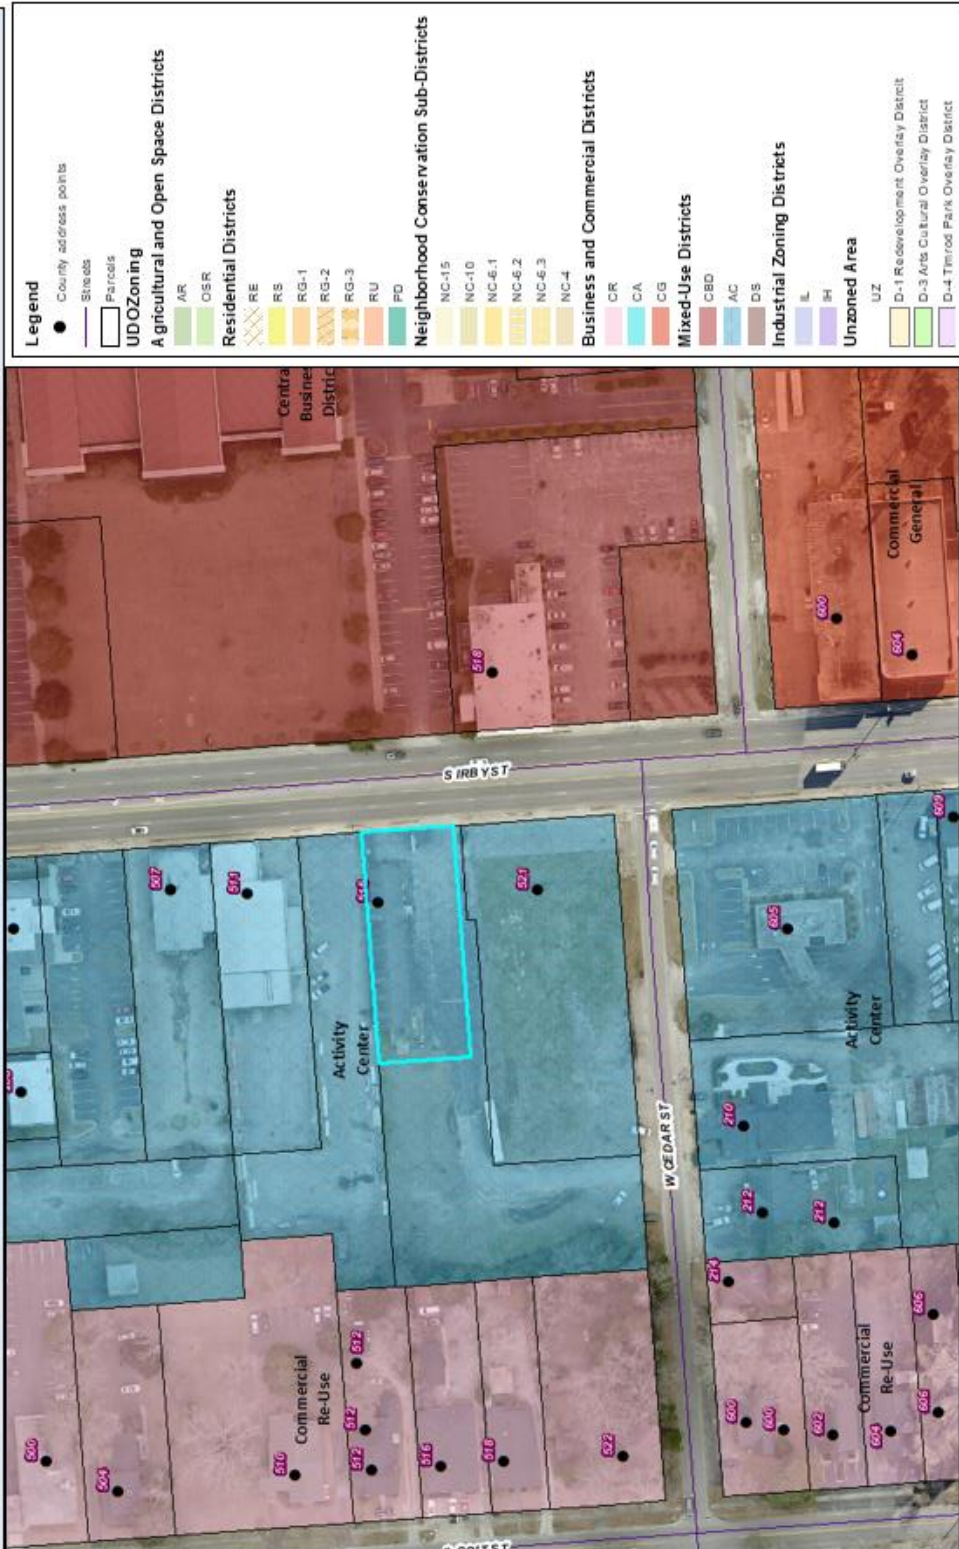 Legend
County address points
Streets
Parcels
UDOZoning
Agricultural and Open Space Districts
AR
OSR
Residential Districts
RE
RS
RG-1
RG-2
RG-3
RU
PD
Neighborhood Conservation Sub-Districts
NC-15
NC-10
NC-6.1
NC-6.2
NC-6.3
NC-4
Business and Commercial Districts
CR
CA
CG
Mixed-Use Districts
CBD
AC
DS
Industrial Zoning Districts
IL
IH
Unzoned Area
UZ
D-1 Redevelopment Overlay District
D-3 Arts Cultural Overlay District
D-4 Timrod Park Overlay District
Central
Busines
Distric
518
600
604
Commercial
General
S IRBY ST
507
511
521
Activity
Center
605
609
Activity
Center
W CEDAR ST
210
212
212
214
500
504
510
Commercial
Re-Use
512
512
512
516
518
522
600
600
602
604
606
606
Commercial
Re-Use